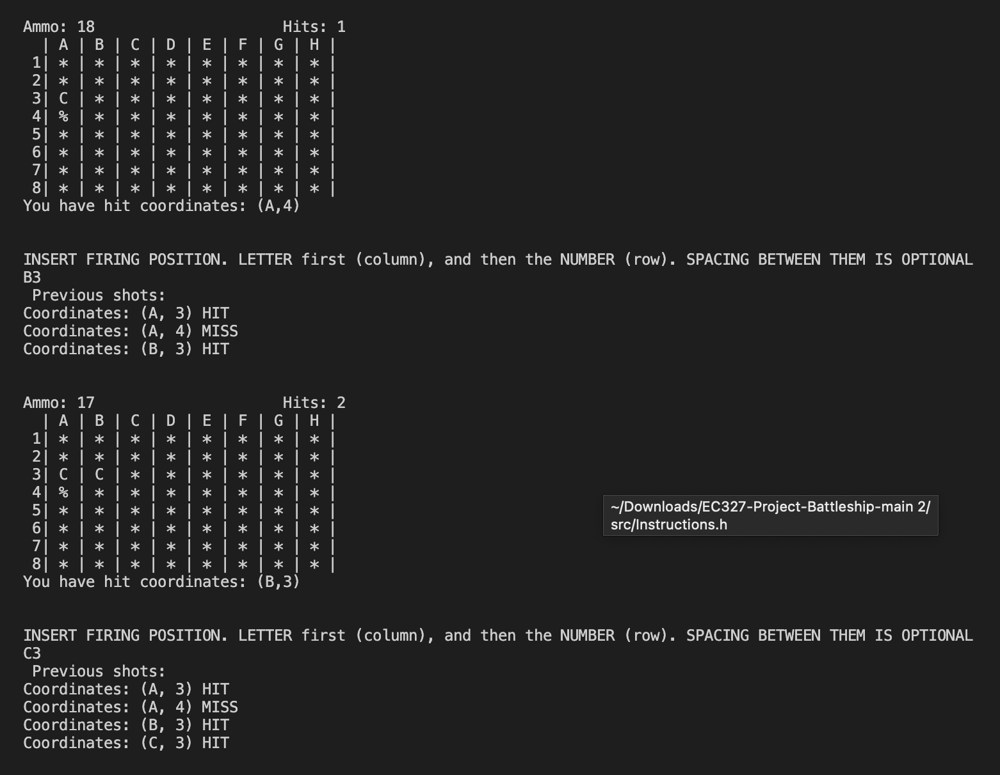 Ammo: 18                     Hits: 1
  | A | B | C | D | E | F | G | H |
 1| * | * | * | * | * | * | * | * |
 2| * | * | * | * | * | * | * | * |
 3| C | * | * | * | * | * | * | * |
 4| % | * | * | * | * | * | * | * |
 5| * | * | * | * | * | * | * | * |
 6| * | * | * | * | * | * | * | * |
 7| * | * | * | * | * | * | * | * |
 8| * | * | * | * | * | * | * | * |
You have hit coordinates: (A,4)
INSERT FIRING POSITION. LETTER first (column), and then the NUMBER (row). SPACING BETWEEN THEM IS OPTIONAL
B3
 Previous shots:
Coordinates: (A, 3) HIT
Coordinates: (A, 4) MISS
Coordinates: (B, 3) HIT
Ammo: 17                     Hits: 2
  | A | B | C | D | E | F | G | H |
 1| * | * | * | * | * | * | * | * |
 2| * | * | * | * | * | * | * | * |
 3| C | C | * | * | * | * | * | * |
 4| % | * | * | * | * | * | * | * |
 5| * | * | * | * | * | * | * | * |
 6| * | * | * | * | * | * | * | * |
 7| * | * | * | * | * | * | * | * |
 8| * | * | * | * | * | * | * | * |
You have hit coordinates: (B,3)
~/Downloads/EC327-Project-Battleship-main 2/
src/Instructions.h
INSERT FIRING POSITION. LETTER first (column), and then the NUMBER (row). SPACING BETWEEN THEM IS OPTIONAL
C3
 Previous shots:
Coordinates: (A, 3) HIT
Coordinates: (A, 4) MISS
Coordinates: (B, 3) HIT
Coordinates: (C, 3) HIT